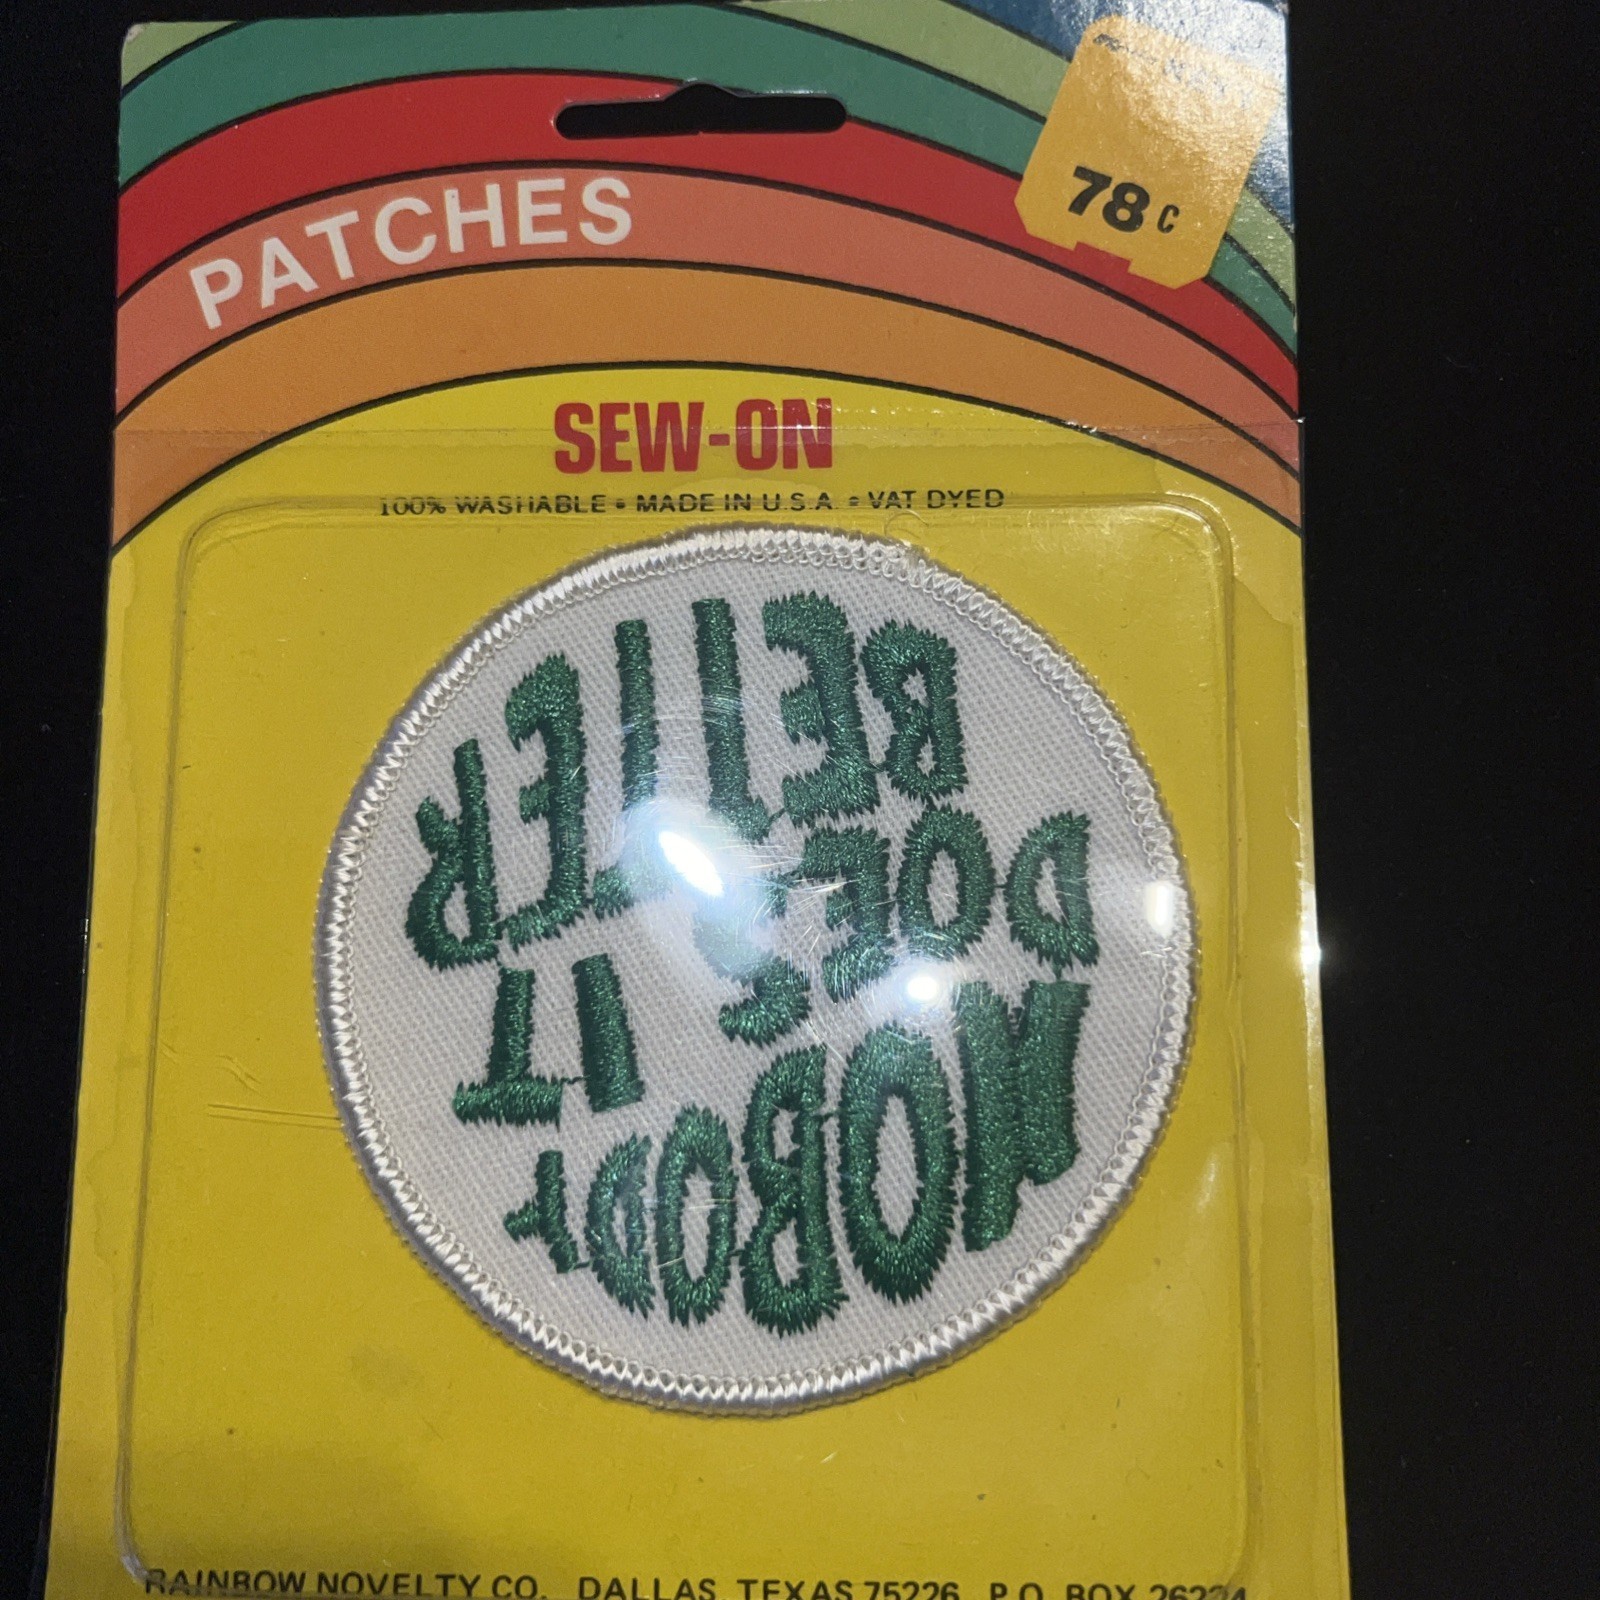 78 c
PATCHES
SEW-ON
100% WASHABLE • MADE IN U.S.A. • VAT DYED
NOBODY
DOES IT
BETTER
RAINBOW NOVELTY CO. DALLAS, TEXAS 75226 P.O. BOX